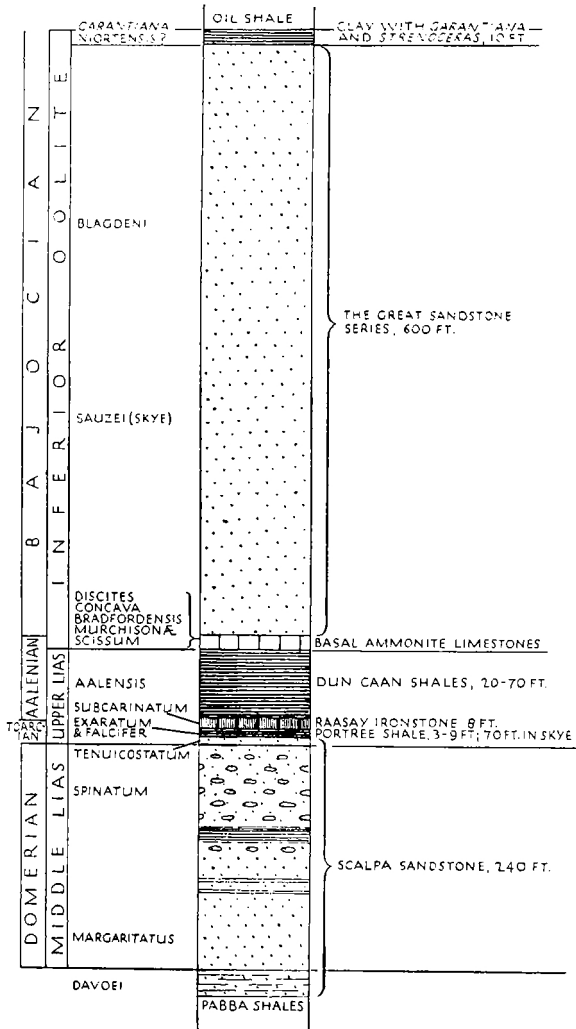 OIL SHALE
GARANTIANA
NIORTENSIS?
CLAY WITH GARANTIANA
AND STRENOCERAS, 10 FT
BAJOCIAN
INFERIOR OOLITE
BLAGDENI
THE GREAT SANDSTONE
SERIES, 600 FT.
SAUZEI (SKYE)
DISCITES
CONCAVA
BRADFORDENSIS
MURCHISONÆ
SCISSUM
BASAL AMMONITE LIMESTONES
AALENIAN
UPPER LIAS
AALENSIS
DUN CAAN SHALES, 20-70 FT.
SUBCARINATUM
RAASAY IRONSTONE 8 FT.
TOARC
IAN
EXARATUM
& FALCIFER
PORTREE SHALE, 3-9 FT; 70 FT. IN SKYE
TENUICOSTATUM
DOMERIAN
MIDDLE LIAS
SPINATUM
SCALPA SANDSTONE, 240 FT.
MARGARITATUS
DAVOEI
PABBA SHALES